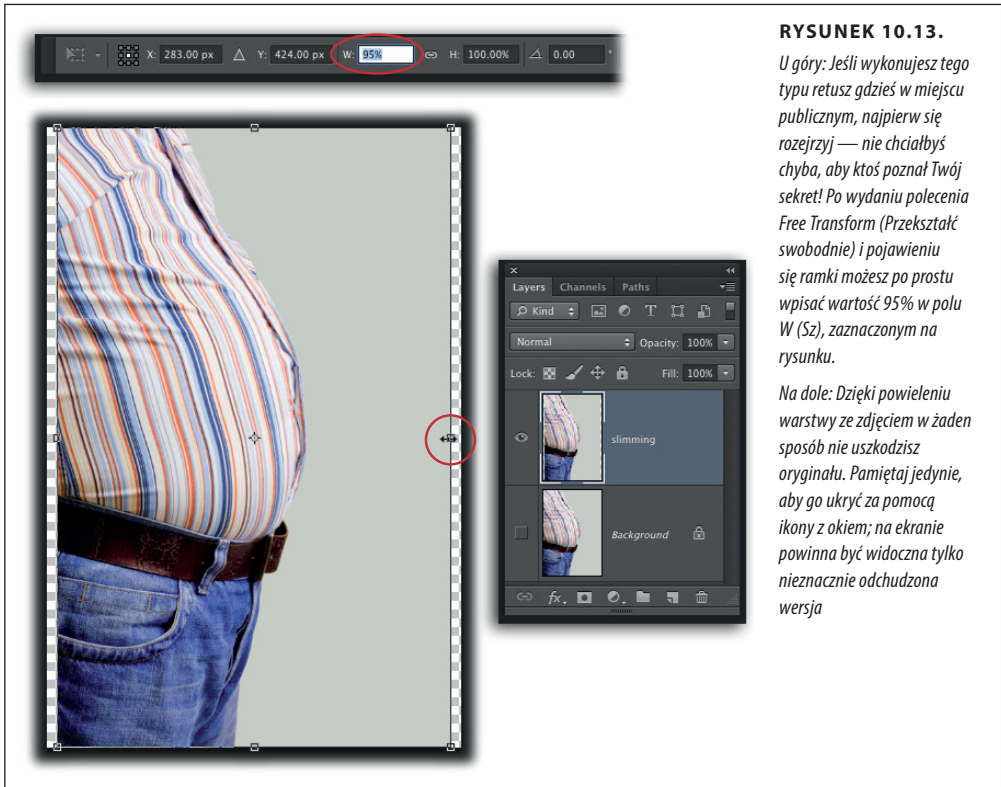 X: 283.00 px Y: 424.00 px W: 95% H: 100.00% 0.00 °
Layers Channels Paths
Kind
Normal Opacity: 100%
Lock: Fill: 100%
slimming
Background
fx
RYSUNEK 10.13.
U góry: Jeśli wykonujesz tego
typu retusz gdzieś w miejscu
publicznym, najpierw się
rozejrzyj — nie chciałbyś
chyba, aby ktoś poznał Twój
sekret! Po wydaniu polecenia
Free Transform (Przekształć
swobodnie) i pojawieniu
się ramki możesz po prostu
wpisać wartość 95% w polu
W (Sz), zaznaczonym na
rysunku.
Na dole: Dzięki powieleniu
warstwy ze zdjęciem w żaden
sposób nie uszkodzisz
oryginału. Pamiętaj jedynie,
aby go ukryć za pomocą
ikony z okiem; na ekranie
powinna być widoczna tylko
nieznacznie odchudzona
wersja